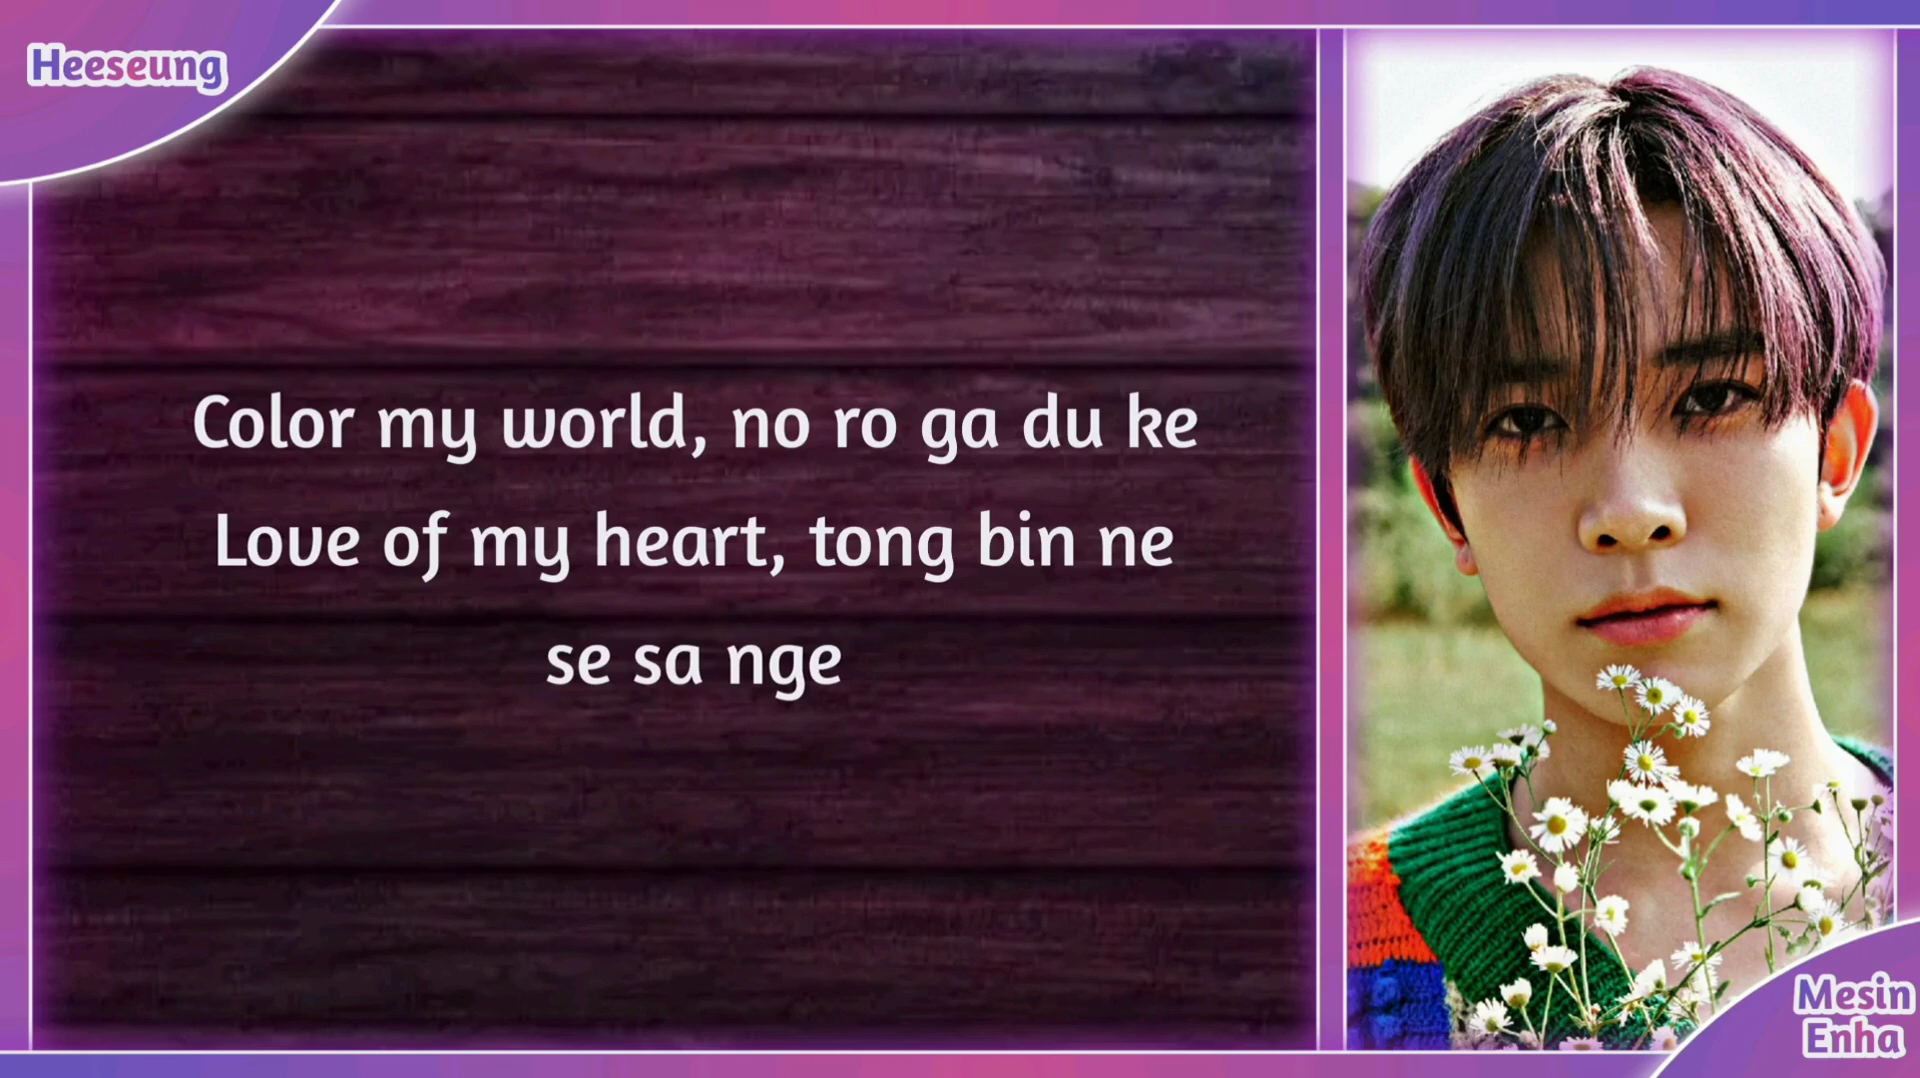 Heeseung
Color my world, no ro ga du ke
Love of my heart, tong bin ne
se sa nge
Mesin
Enha